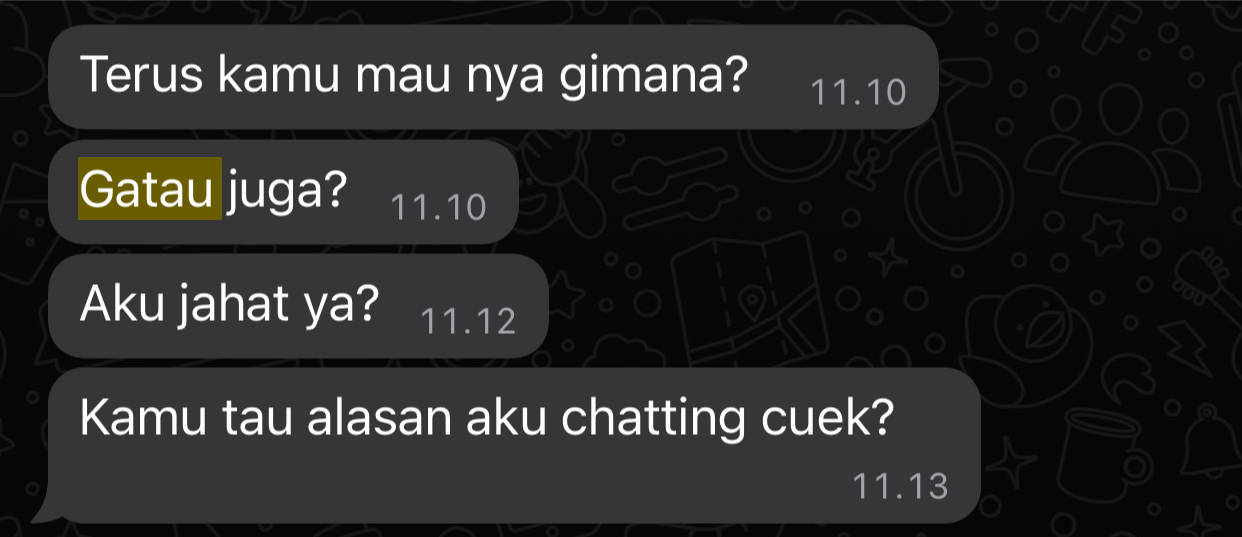 Terus kamu mau nya gimana?
11.10
Gatau juga?
11.10
Aku jahat ya?
11.12
Kamu tau alasan aku chatting cuek?
11.13